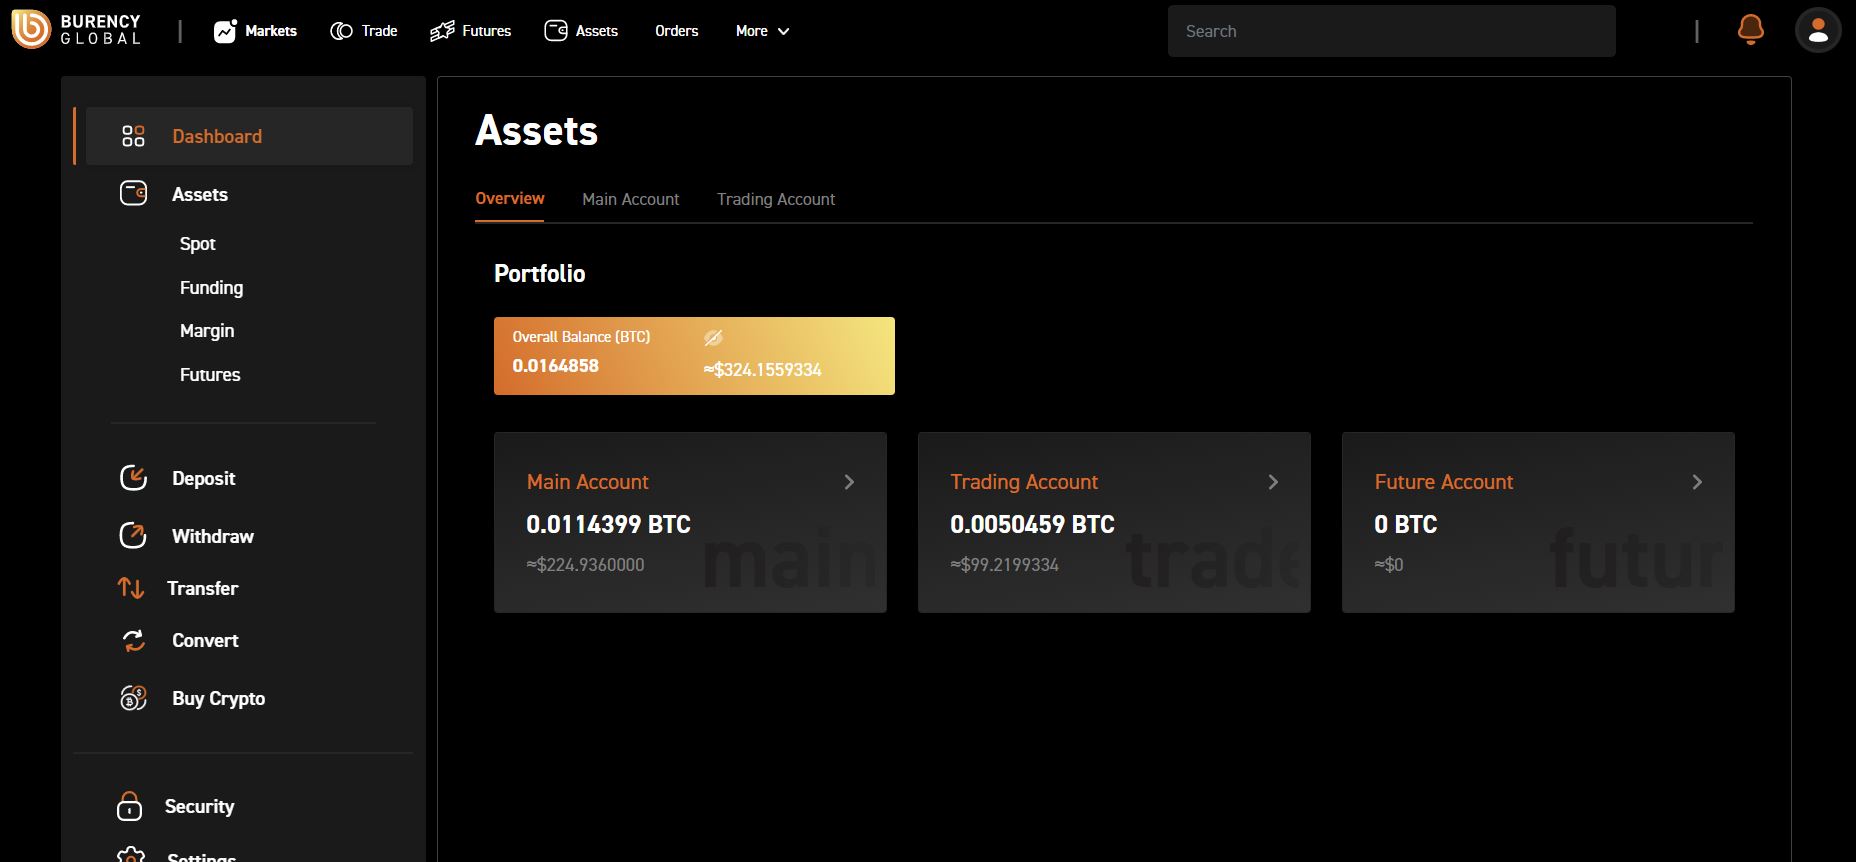 BURENCY
GLOBAL
Markets
Trade
Futures
Assets
Orders
More
Search
Dashboard
Assets
Spot
Funding
Margin
Futures
Deposit
Withdraw
Transfer
Convert
Buy Crypto
Security
Settings
Assets
Overview
Main Account
Trading Account
Portfolio
Overall Balance (BTC)
0.0164858
≈$324.1559334
Main Account
0.0114399 BTC
≈$224.9360000
main
Trading Account
0.0050459 BTC
≈$99.2199334
trade
Future Account
0 BTC
≈$0
futur